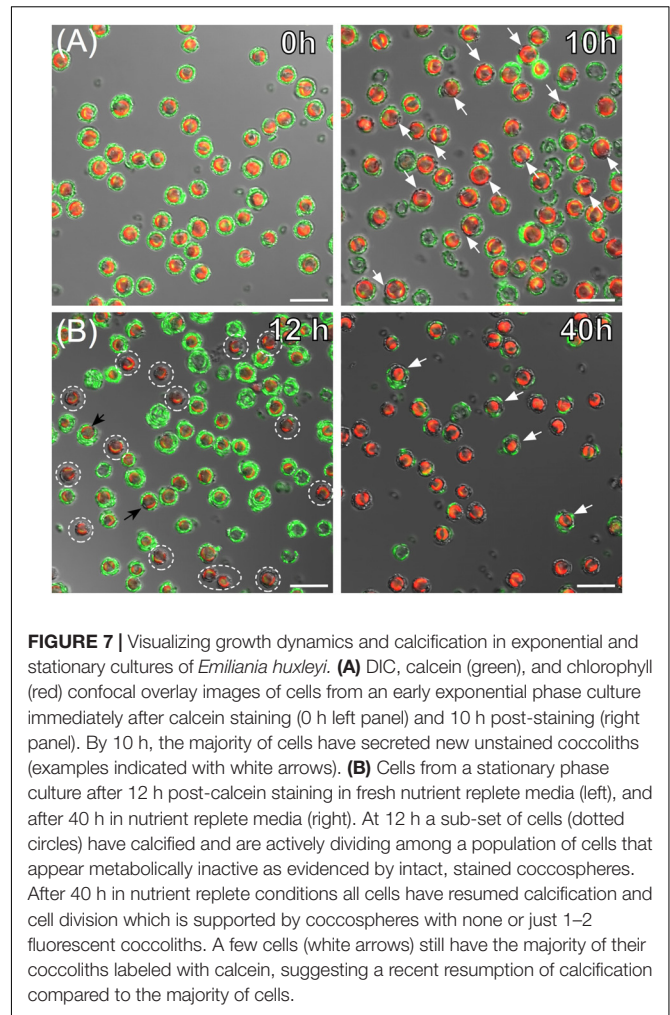 (A) 0h 10h
(B) 12 h 40h
FIGURE 7 | Visualizing growth dynamics and calcification in exponential and
stationary cultures of Emiliania huxleyi. (A) DIC, calcein (green), and chlorophyll
(red) confocal overlay images of cells from an early exponential phase culture
immediately after calcein staining (0 h left panel) and 10 h post-staining (right
panel). By 10 h, the majority of cells have secreted new unstained coccoliths
(examples indicated with white arrows). (B) Cells from a stationary phase
culture after 12 h post-calcein staining in fresh nutrient replete media (left), and
after 40 h in nutrient replete media (right). At 12 h a sub-set of cells (dotted
circles) have calcified and are actively dividing among a population of cells that
appear metabolically inactive as evidenced by intact, stained coccospheres.
After 40 h in nutrient replete conditions all cells have resumed calcification and
cell division which is supported by coccospheres with none or just 1–2
fluorescent coccoliths. A few cells (white arrows) still have the majority of their
coccoliths labeled with calcein, suggesting a recent resumption of calcification
compared to the majority of cells.